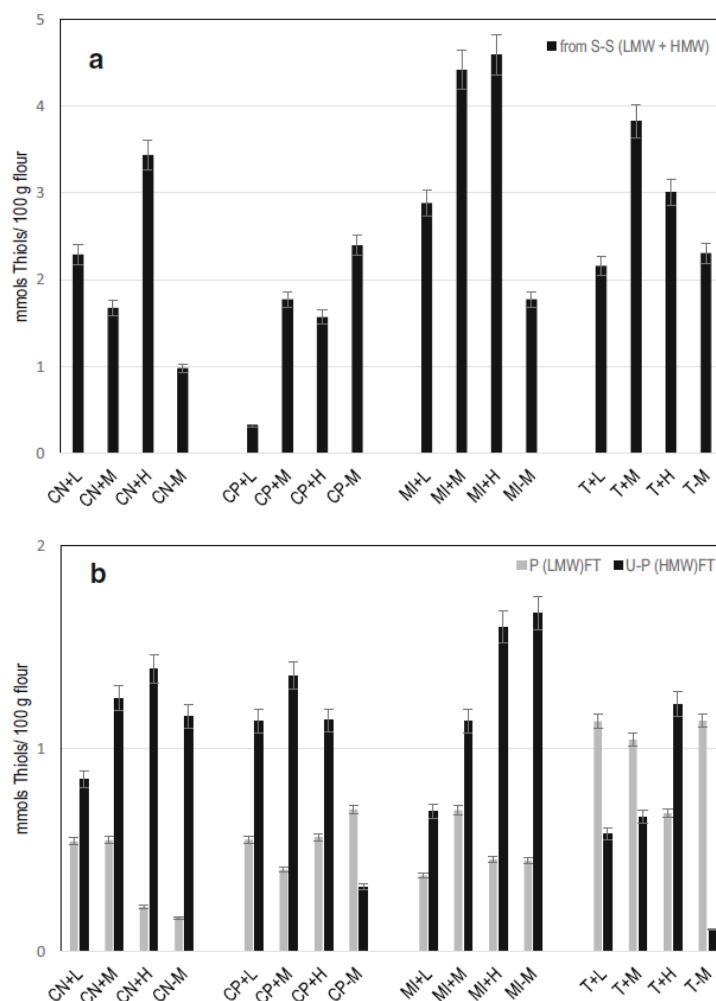 5
a
from S-S (LMW + HMW)
4
3
2
1
0
mmols Thiols/ 100 g flour
CN+L CN+M CN+H CN-M CP+L CP+M CP+H CP-M MI+L MI+M MI+H MI-M T+L T+M T+H T-M
2
b
P (LMW)FT U-P (HMW)FT
1
0
mmols Thiols/ 100 g flour
CN+L CN+M CN+H CN-M CP+L CP+M CP+H CP-M MI+L MI+M MI+H MI-M T+L T+M T+H T-M